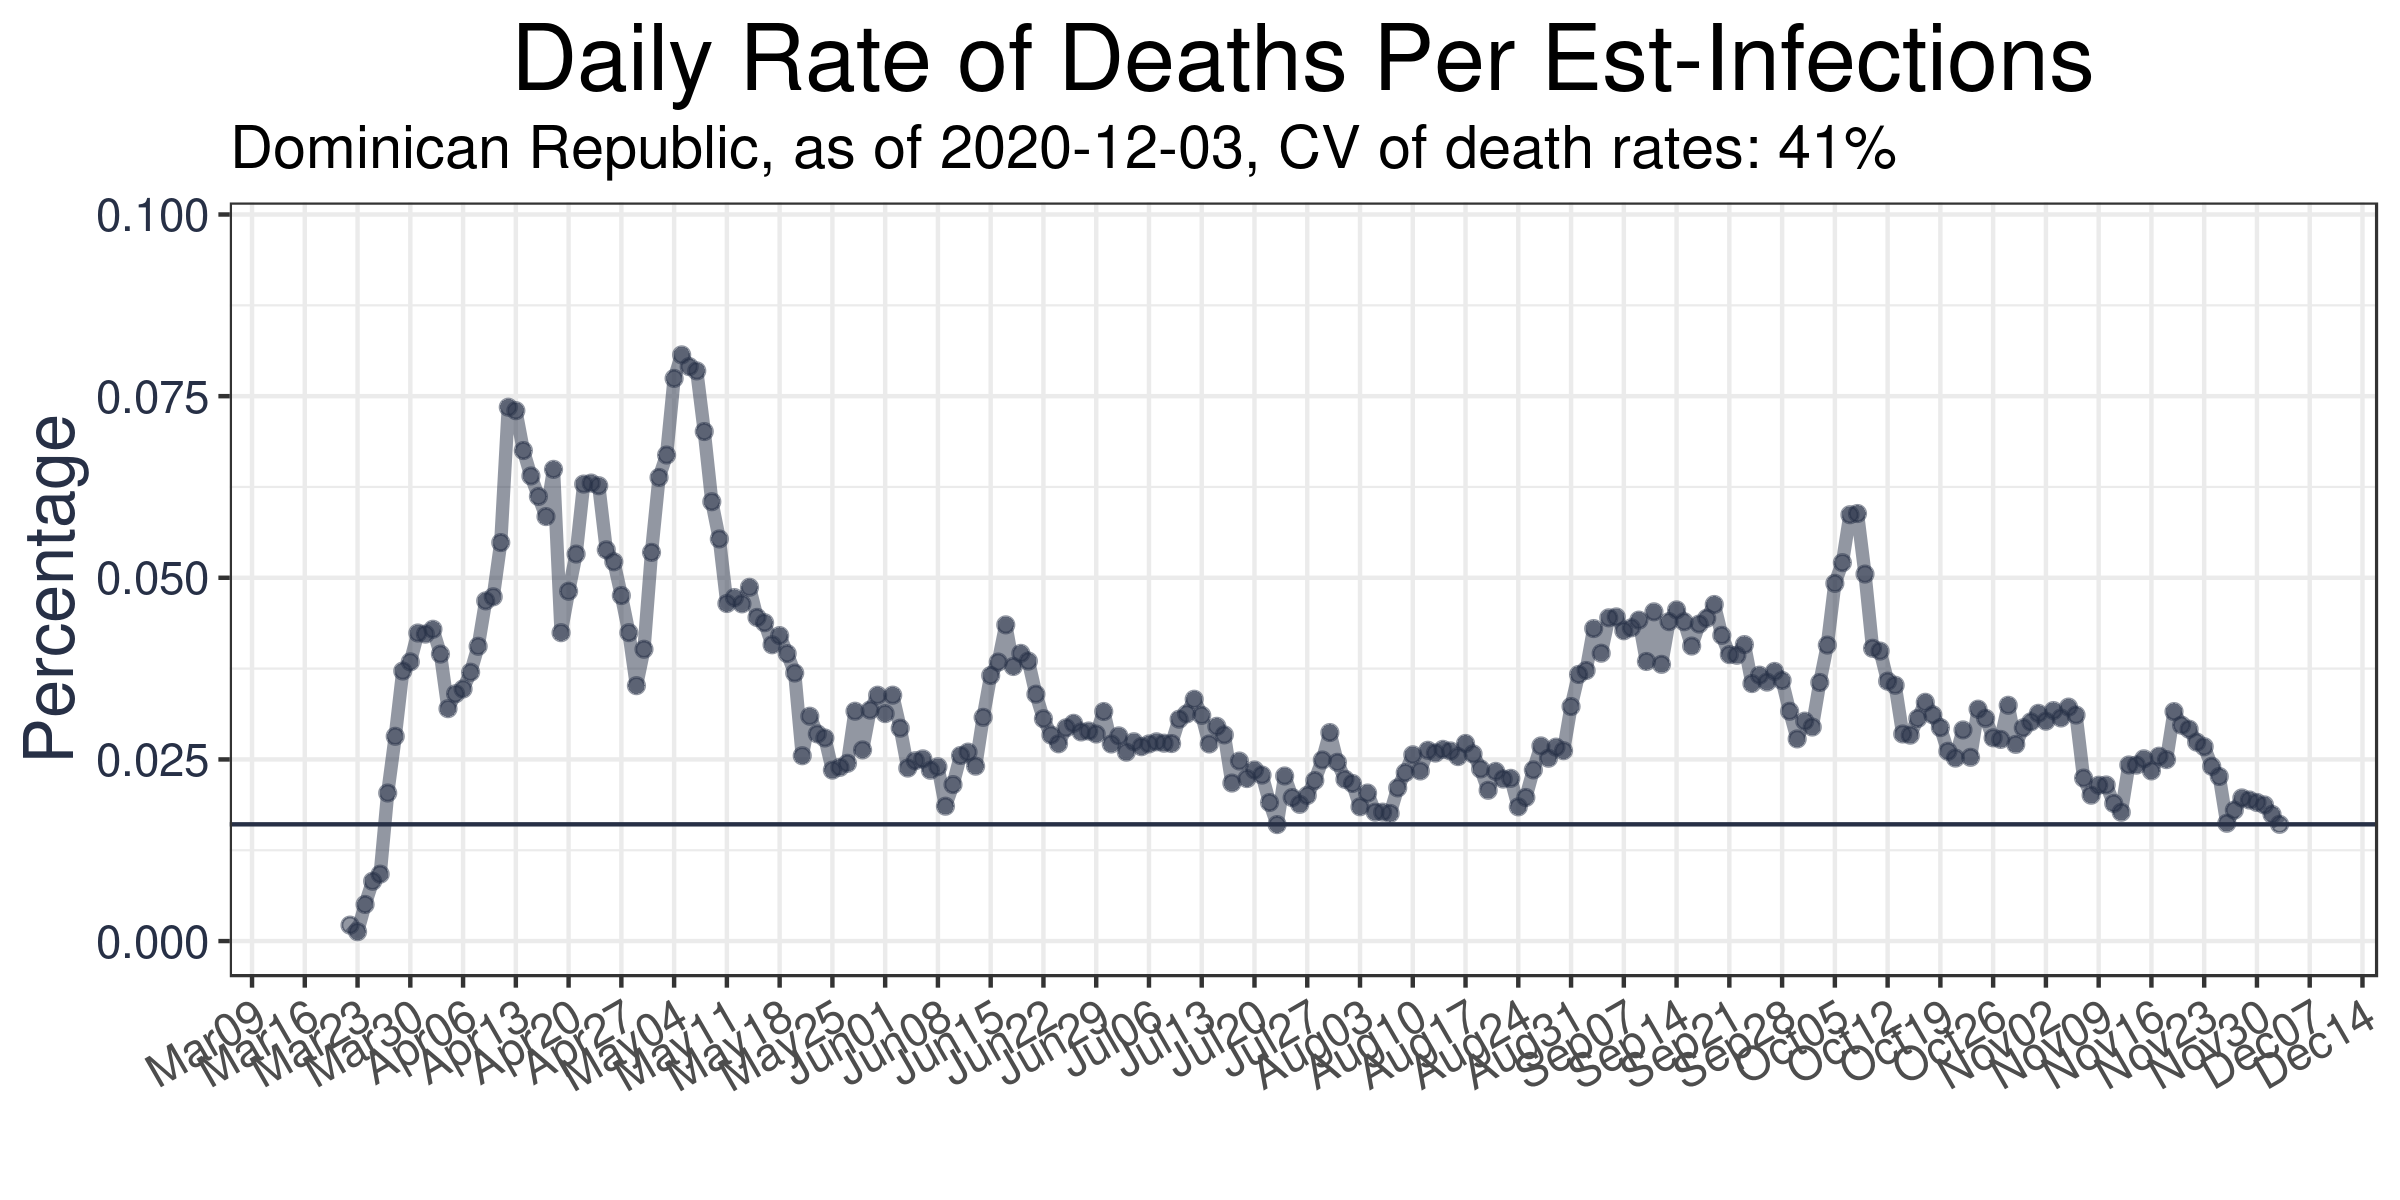 Daily Rate of Deaths Per Est-Infections
Dominican Republic, as of 2020-12-03, CV of death rates: 41%
Percentage
0.100
0.075
0.050
0.025
0.000
Mar09
Mar16
Mar23
Mar30
Apr06
Apr13
Apr20
Apr27
May04
May11
May18
May25
Jun01
Jun08
Jun15
Jun22
Jun29
Jul06
Jul13
Jul20
Jul27
Aug03
Aug10
Aug17
Aug24
Aug31
Sep07
Sep14
Sep21
Sep28
Oct05
Oct12
Oct19
Oct26
Nov02
Nov09
Nov16
Nov23
Nov30
Dec07
Dec14